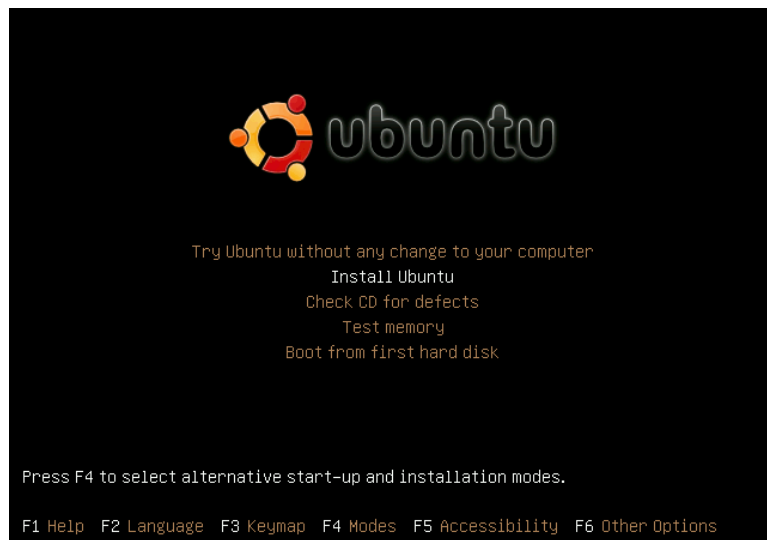 ubuntu
Try Ubuntu without any change to your computer
Install Ubuntu
Check CD for defects
Test memory
Boot from first hard disk
Press F4 to select alternative start-up and installation modes.
F1 Help F2 Language F3 Keymap F4 Modes F5 Accessibility F6 Other Options